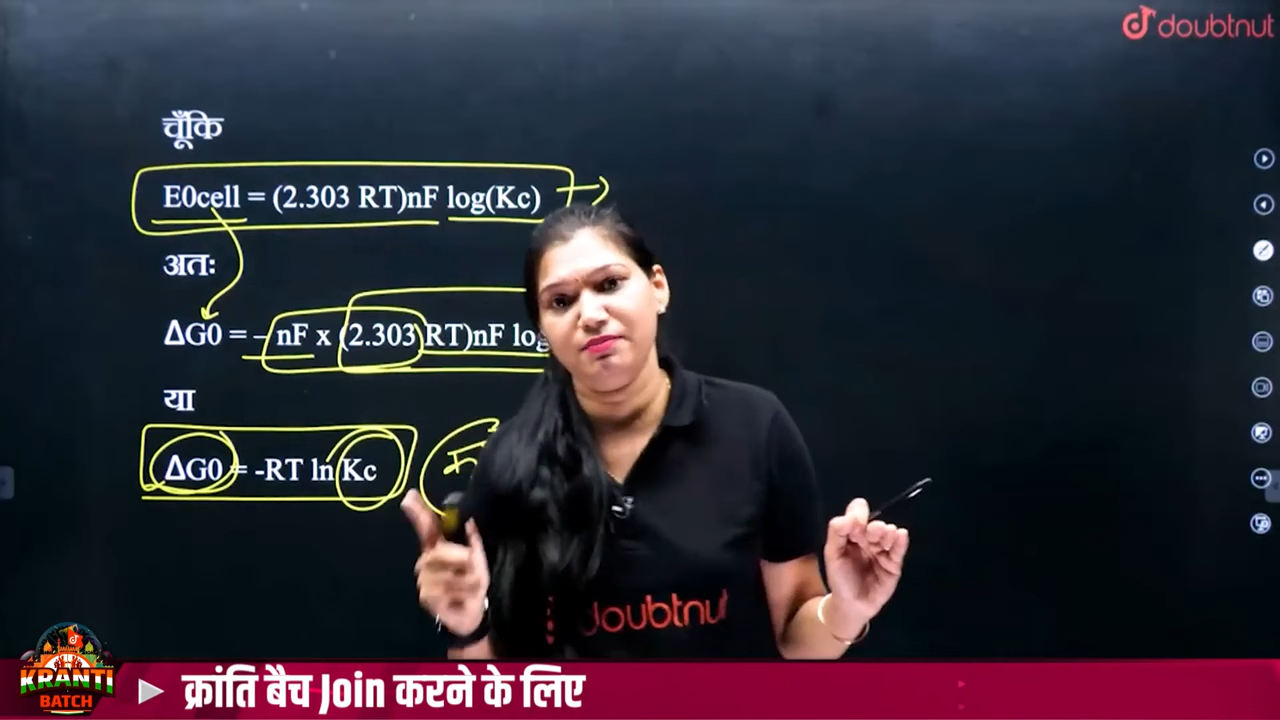 doubtnut
चूँकि
E0cell = (2.303 RT)nF log(Kc)
अतः
ΔG0 = – nF x (2.303 RT)nF log
या
ΔG0 = -RT ln Kc
doubtnut
KRANTI
BATCH
क्रांति बैच Join करने के लिए